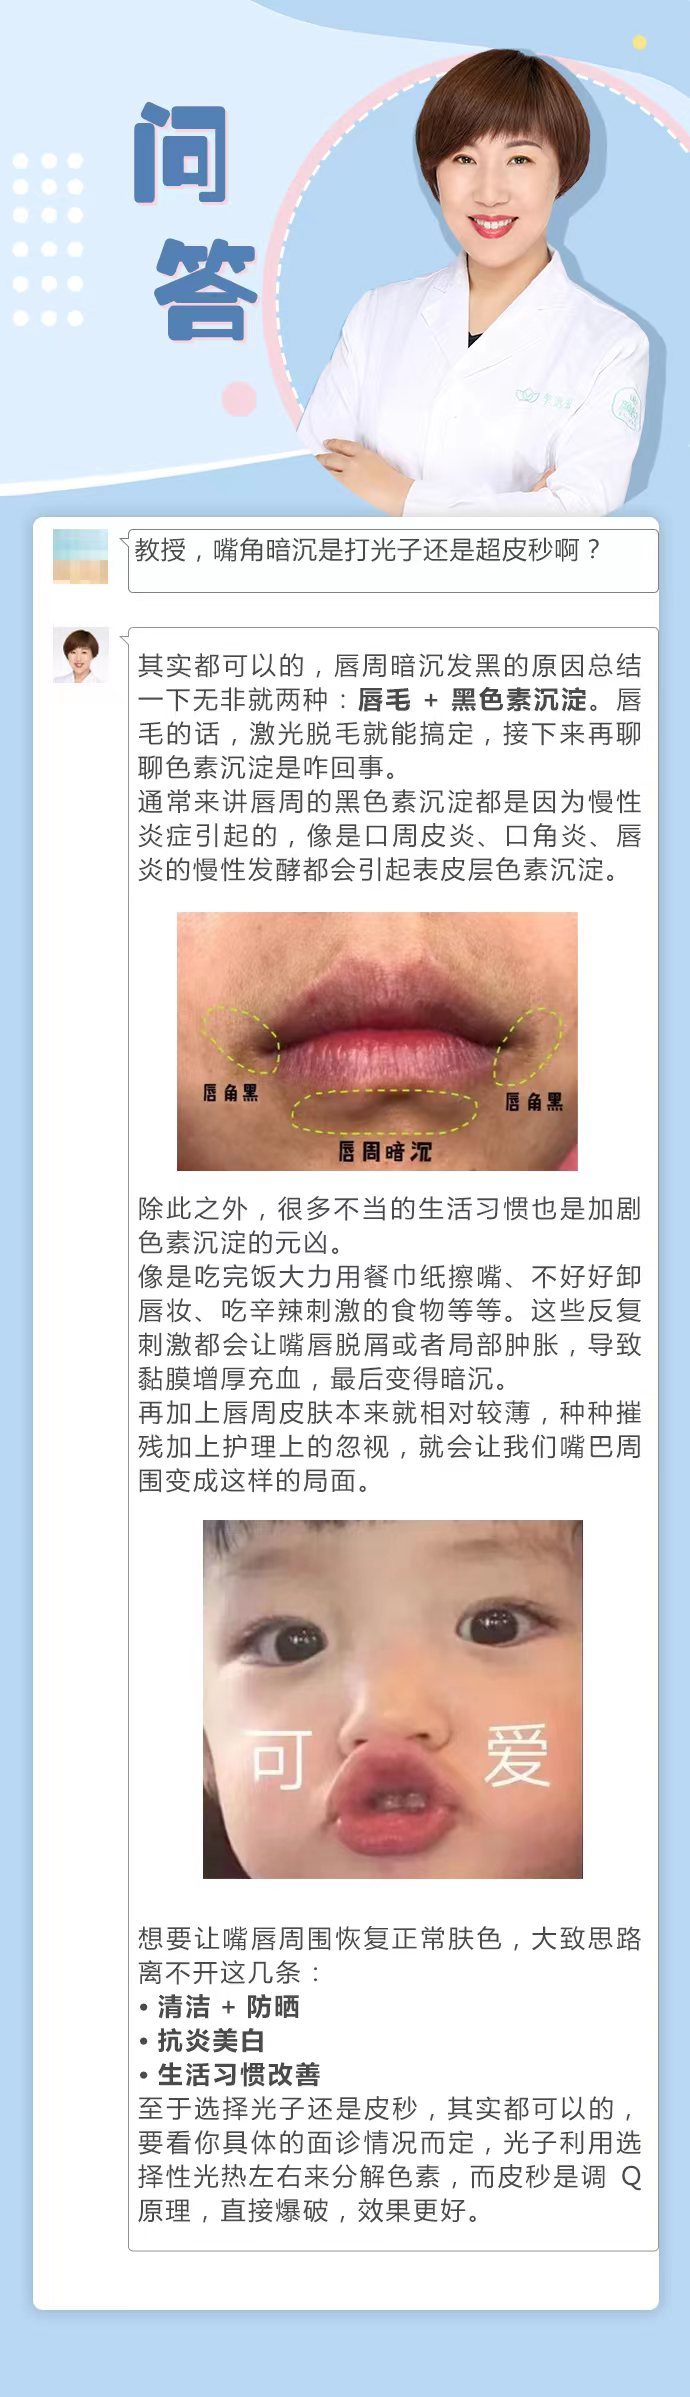 问
答
教授，嘴角暗沉是打光子还是超皮秒啊？
其实都可以的，唇周暗沉发黑的原因总结
一下无非就两种：唇毛 + 黑色素沉淀。唇
毛的话，激光脱毛就能搞定，接下来再聊
聊色素沉淀是咋回事。
通常来讲唇周的黑色素沉淀都是因为慢性
炎症引起的，像是口周皮炎、口角炎、唇
炎的慢性发酵都会引起表皮层色素沉淀。
唇角黑
唇角黑
唇周暗沉
除此之外，很多不当的生活习惯也是加剧
色素沉淀的元凶。
像是吃完饭大力用餐巾纸擦嘴、不好好卸
唇妆、吃辛辣刺激的食物等等。这些反复
刺激都会让嘴唇脱屑或者局部肿胀，导致
黏膜增厚充血，最后变得暗沉。
再加上唇周皮肤本来就相对较薄，种种摧
残加上护理上的忽视，就会让我们嘴巴周
围变成这样的局面。
可 爱
想要让嘴唇周围恢复正常肤色，大致思路
离不开这几条：
• 清洁 + 防晒
• 抗炎美白
• 生活习惯改善
至于选择光子还是皮秒，其实都可以的，
要看你具体的面诊情况而定，光子利用选
择性光热左右来分解色素，而皮秒是调 Q
原理，直接爆破，效果更好。